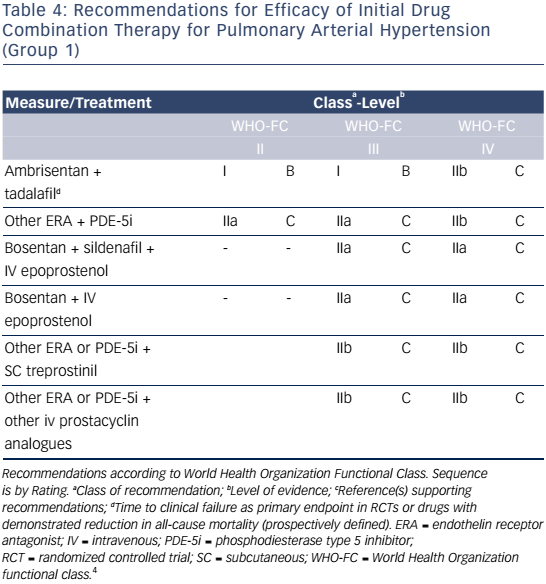 Table 4: Recommendations for Efficacy of Initial Drug
Combination Therapy for Pulmonary Arterial Hypertension
(Group 1)
Measure/Treatment Classᵃ-Levelᵇ
WHO-FC WHO-FC WHO-FC
II III IV
Ambrisentan + I B I B IIb C
tadalafilᵈ
Other ERA + PDE-5i IIa C IIa C IIb C
Bosentan + sildenafil + - - IIa C IIa C
IV epoprostenol
Bosentan + IV - - IIa C IIa C
epoprostenol
Other ERA or PDE-5i + IIb C IIb C
SC treprostinil
Other ERA or PDE-5i + IIb C IIb C
other iv prostacyclin
analogues
Recommendations according to World Health Organization Functional Class. Sequence
is by Rating. ᵃClass of recommendation; ᵇLevel of evidence; ᶜReference(s) supporting
recommendations; ᵈTime to clinical failure as primary endpoint in RCTs or drugs with
demonstrated reduction in all-cause mortality (prospectively defined). ERA = endothelin receptor
antagonist; IV = intravenous; PDE-5i = phosphodiesterase type 5 inhibitor;
RCT = randomized controlled trial; SC = subcutaneous; WHO-FC = World Health Organization
functional class.⁴